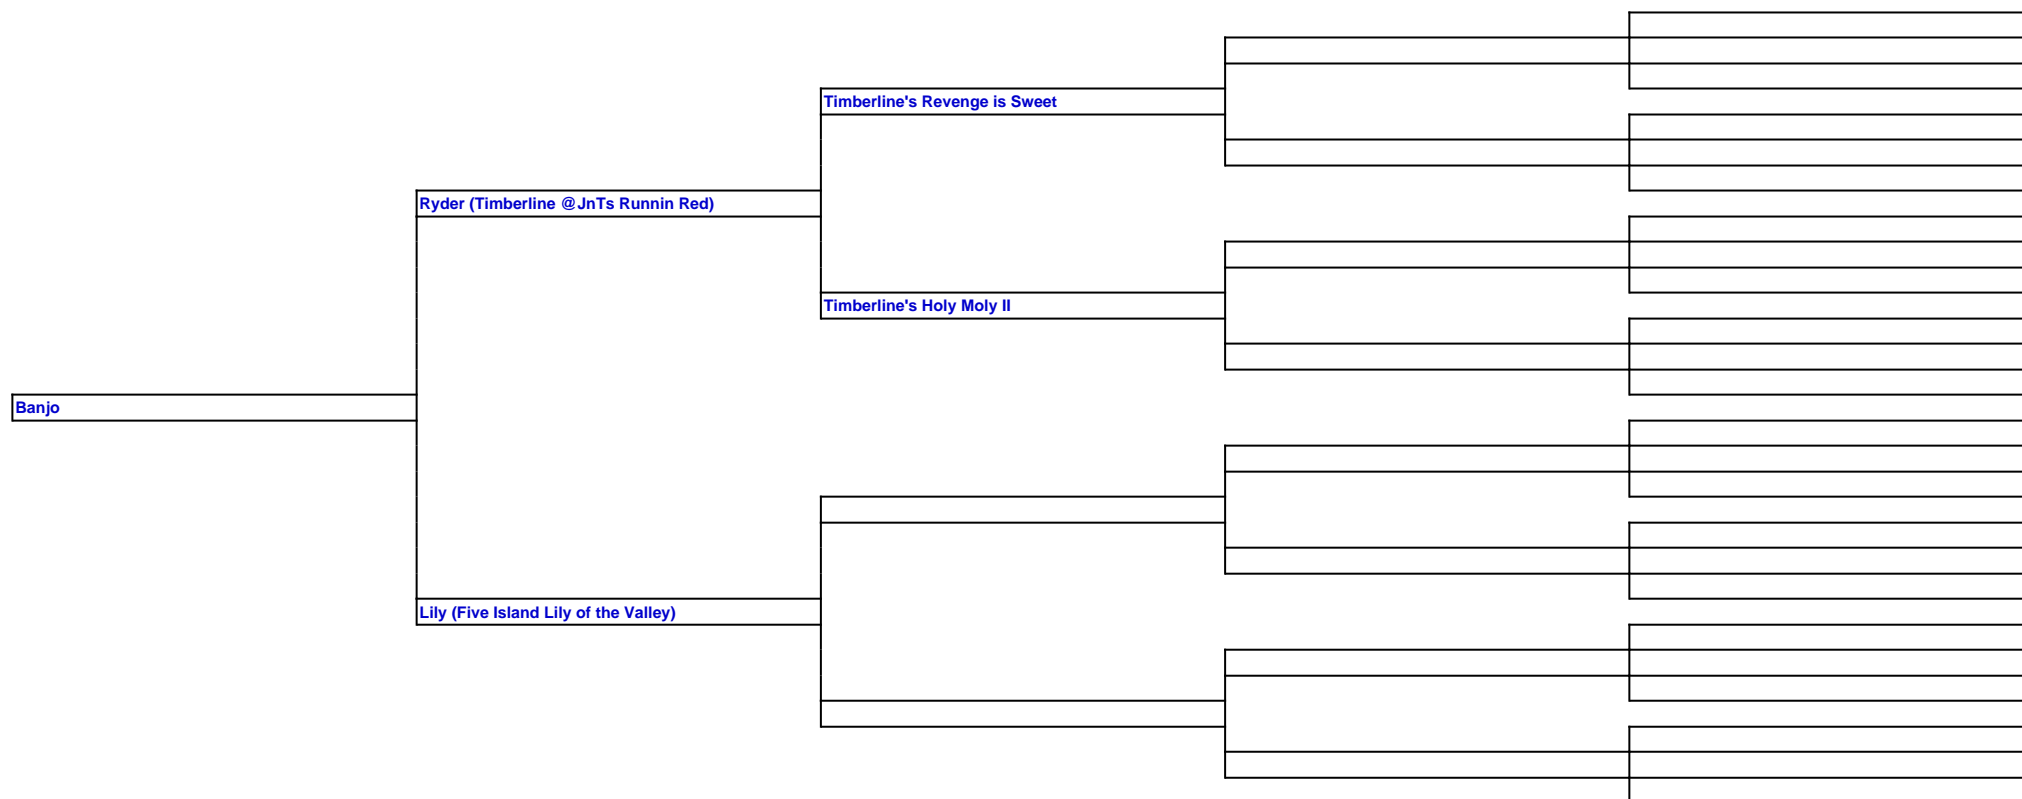 Timberline's Revenge is Sweet
Ryder (Timberline @JnTs Runnin Red)
Timberline's Holy Moly II
Banjo
Lily (Five Island Lily of the Valley)